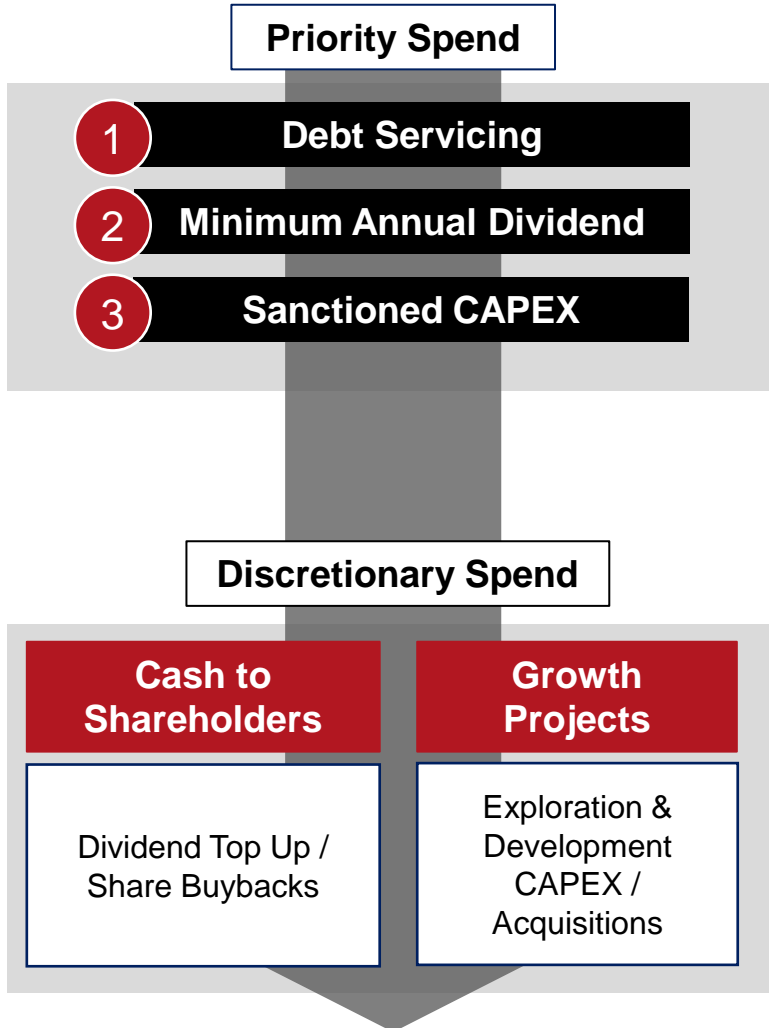 Priority Spend
1 Debt Servicing
2 Minimum Annual Dividend
3 Sanctioned CAPEX
Discretionary Spend
Cash to
Shareholders
Dividend Top Up /
Share Buybacks
Growth
Projects
Exploration &
Development
CAPEX /
Acquisitions